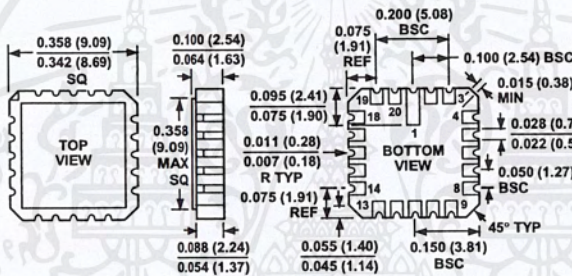 0.358 (9.09)
0.342 (8.69)
SQ
TOP
VIEW
0.100 (2.54)
0.064 (1.63)
0.358
(9.09)
MAX
SQ
0.088 (2.24)
0.054 (1.37)
0.075
(1.91)
REF
0.200 (5.08)
BSC
0.100 (2.54) BSC
0.015 (0.38)
MIN
0.095 (2.41)
0.075 (1.90)
19
20
3
18
4
1
0.028 (0.7
0.022 (0.5
0.011 (0.28)
0.007 (0.18)
R TYP
BOTTOM
VIEW
0.050 (1.27)
BSC
0.075 (1.91)
REF
14
8
13
9
45° TYP
0.055 (1.40)
0.045 (1.14)
0.150 (3.81)
BSC